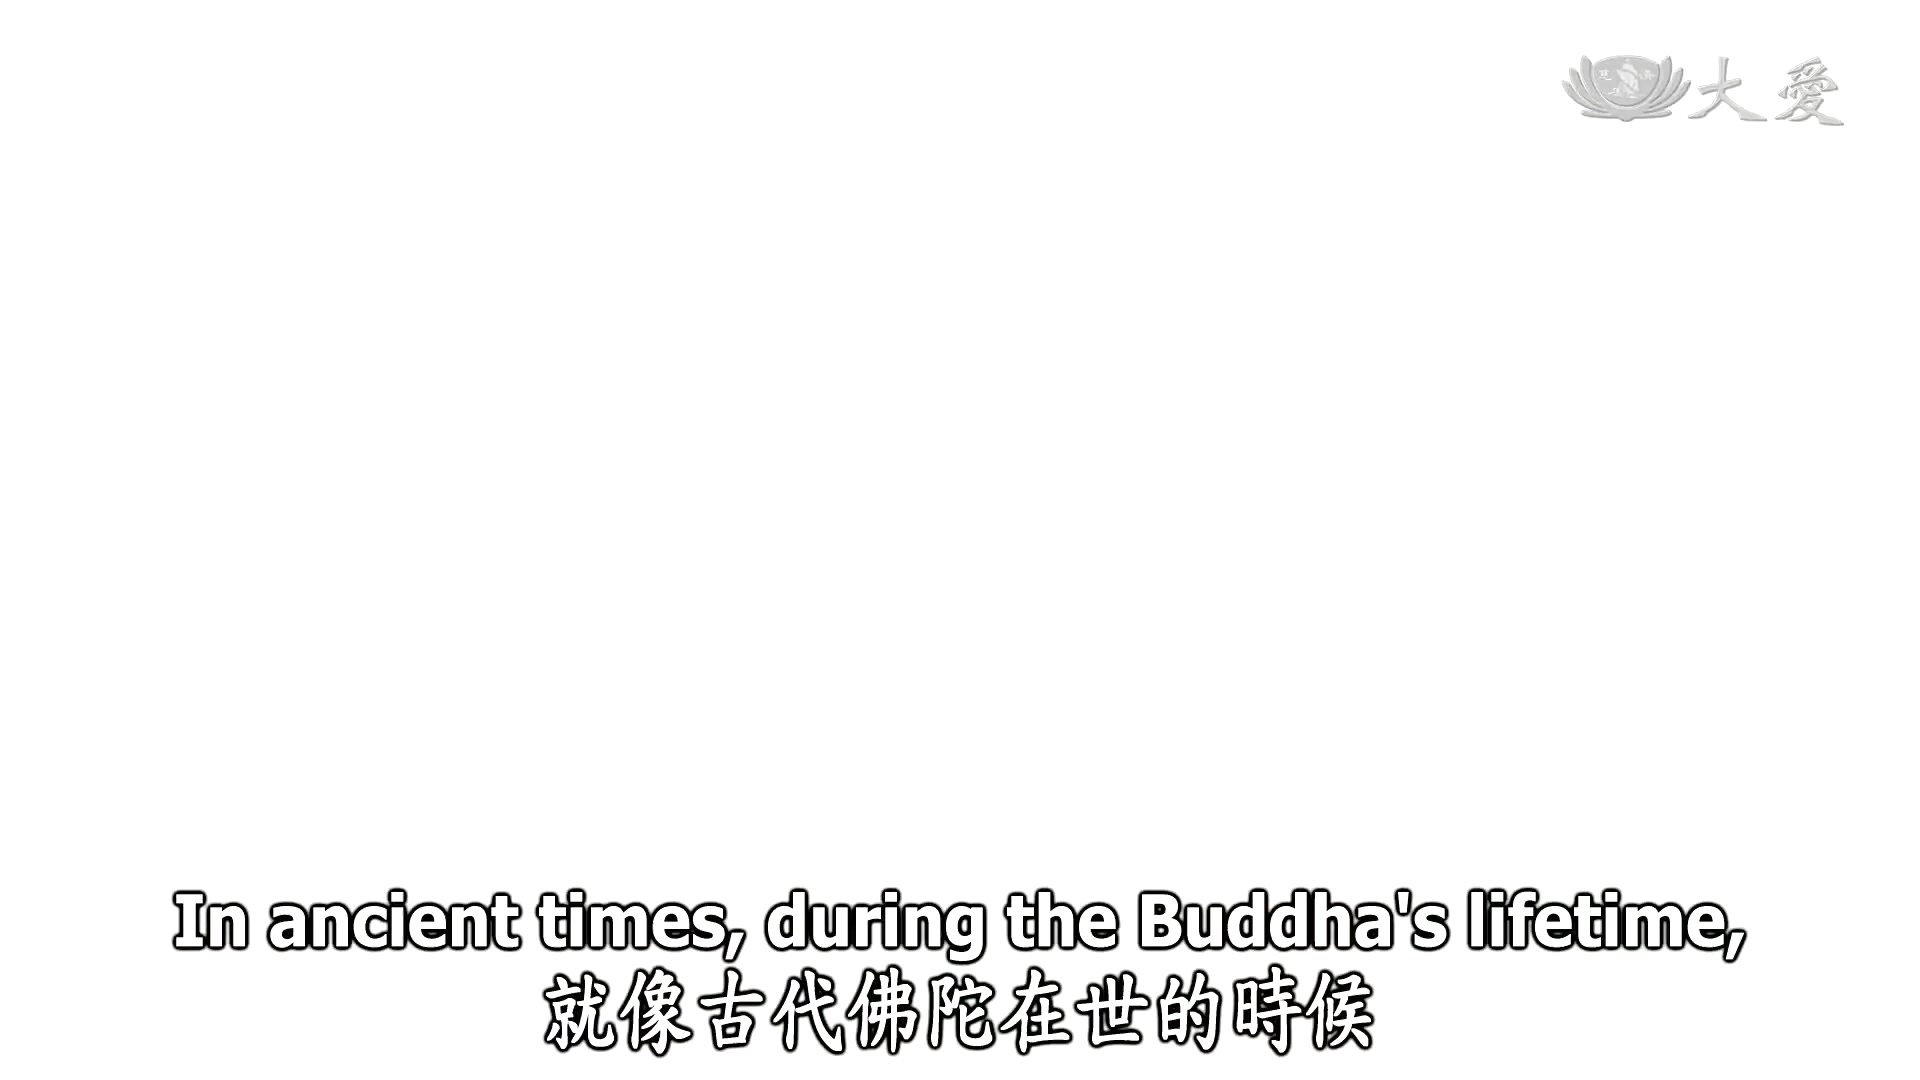 大愛
In ancient times, during the Buddha's lifetime,
就像古代佛陀在世的時候